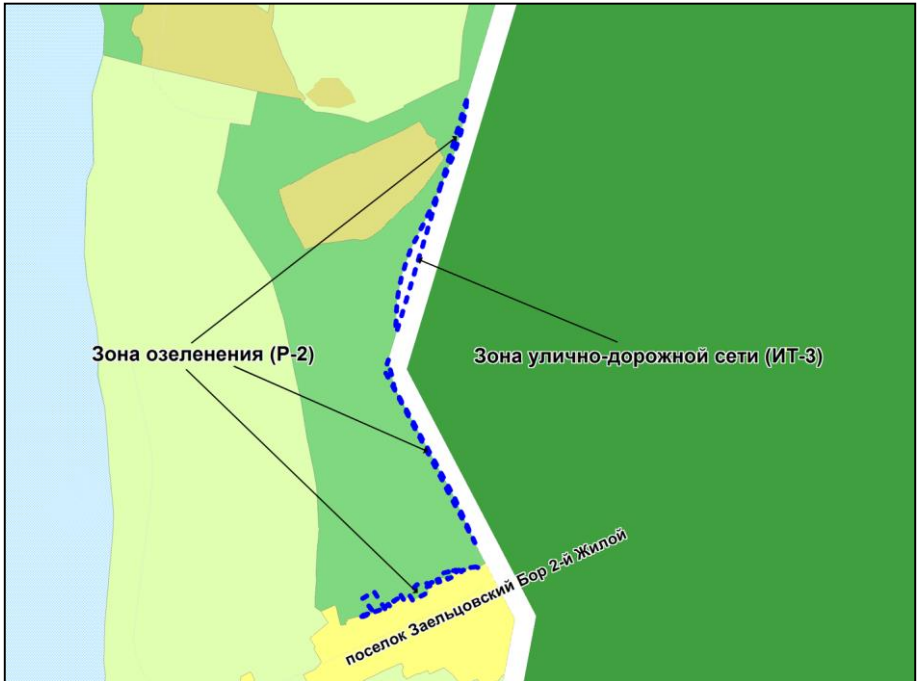 Зона озеленения (Р-2)
Зона улично-дорожной сети (ИТ-3)
поселок Заельцовский Бор 2-й Жилой